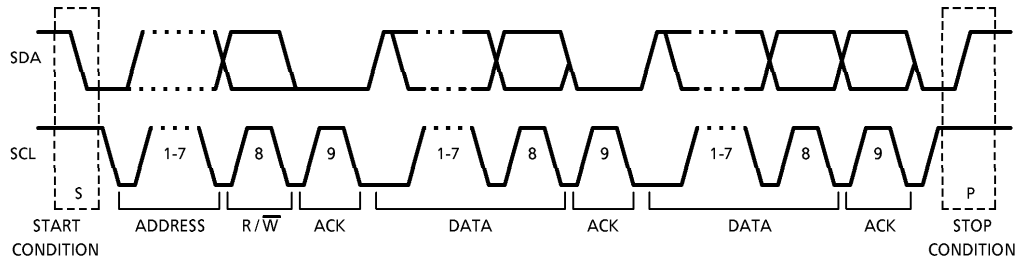 SDA
SCL
1-7 8 9 1-7 8 9 1-7 8 9
S P
START CONDITION ADDRESS R/W̅ ACK DATA ACK DATA ACK STOP CONDITION